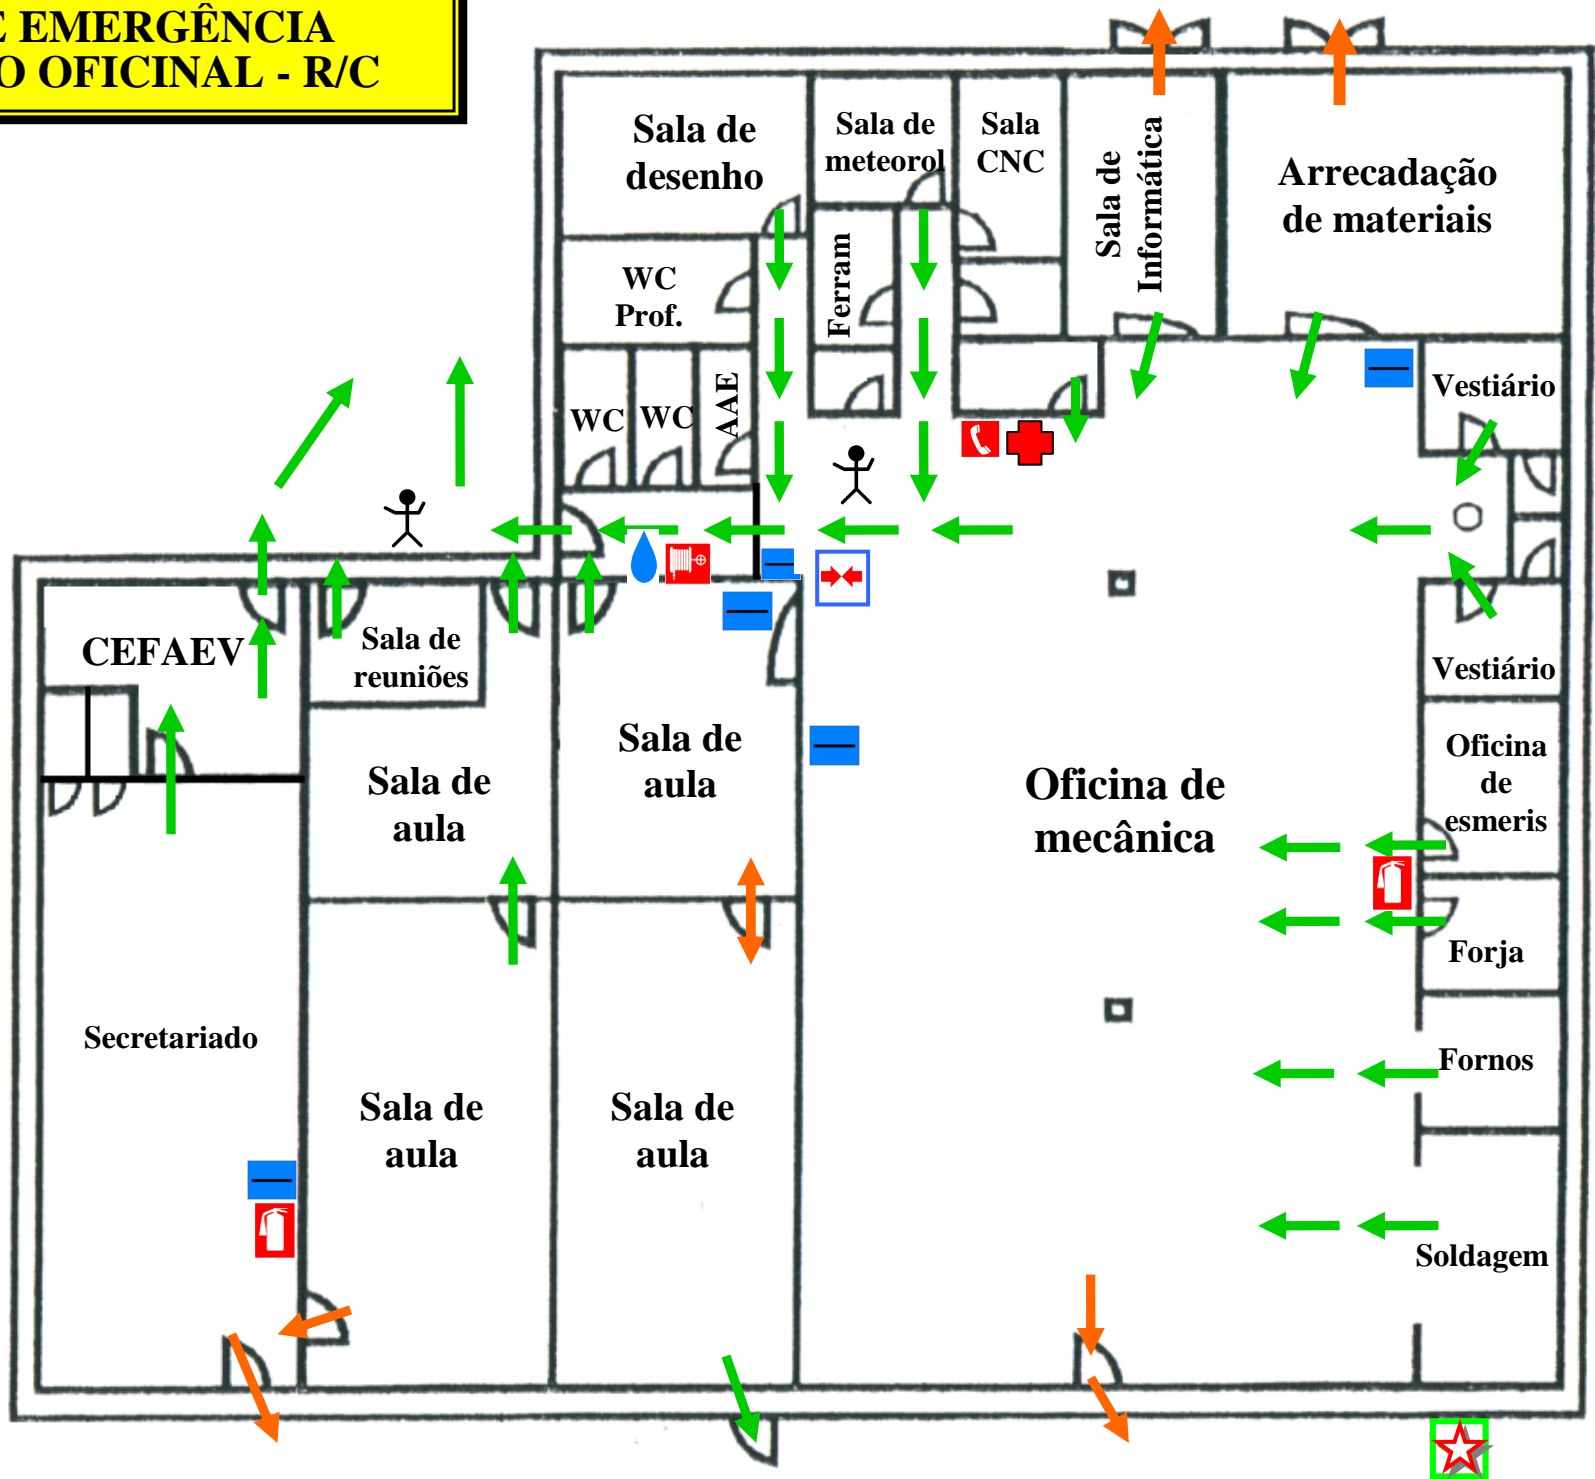 E EMERGÊNCIA
O OFICINAL - R/C
Sala de
desenho
Sala de
meteorol
Sala
CNC
Sala de
Informática
Arrecadação
de materiais
WC
Prof.
Ferram
WC
WC
AAE
Vestiário
CEFAEV
Sala de
reuniões
Vestiário
Sala de
aula
Sala de
aula
Oficina de
mecânica
Oficina
de
esmeris
Forja
Secretariado
Fornos
Sala de
aula
Sala de
aula
Soldagem